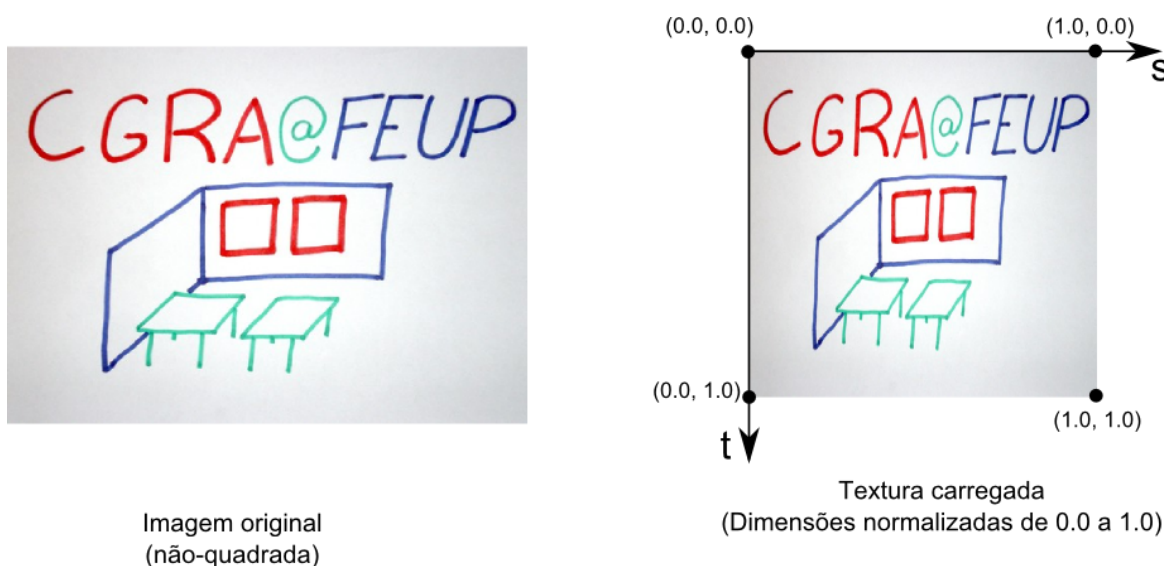 CGRA@FEUP
Imagem original
(não-quadrada)
(0.0, 0.0)
(1.0, 0.0)
s
CGRA@FEUP
(0.0, 1.0)
(1.0, 1.0)
t
Textura carregada
(Dimensões normalizadas de 0.0 a 1.0)